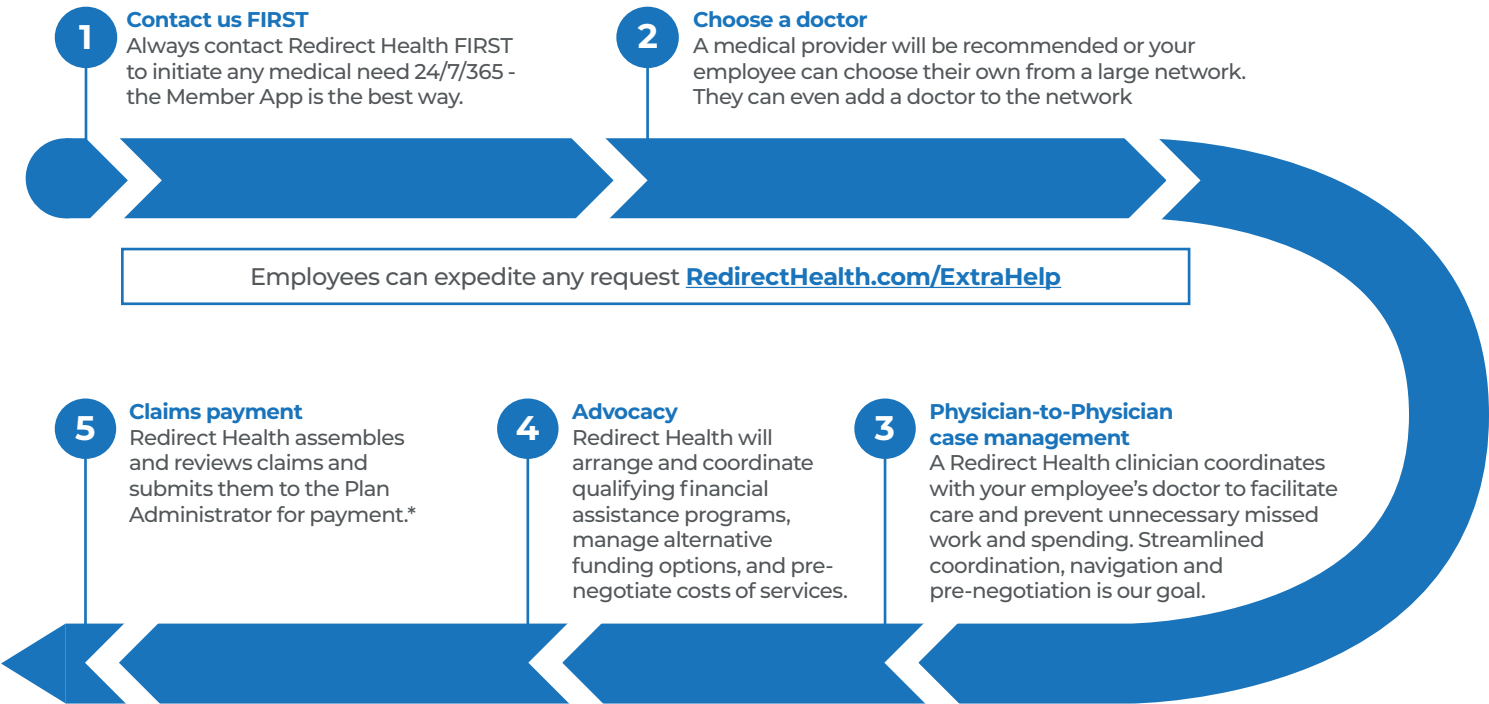 1
Contact us FIRST
Always contact Redirect Health FIRST
to initiate any medical need 24/7/365 -
the Member App is the best way.
2
Choose a doctor
A medical provider will be recommended or your
employee can choose their own from a large network.
They can even add a doctor to the network
Employees can expedite any request RedirectHealth.com/ExtraHelp
3
Physician-to-Physician
case management
A Redirect Health clinician coordinates
with your employee’s doctor to facilitate
care and prevent unnecessary missed
work and spending. Streamlined
coordination, navigation and
pre-negotiation is our goal.
4
Advocacy
Redirect Health will
arrange and coordinate
qualifying financial
assistance programs,
manage alternative
funding options, and pre-
negotiate costs of services.
5
Claims payment
Redirect Health assembles
and reviews claims and
submits them to the Plan
Administrator for payment.*